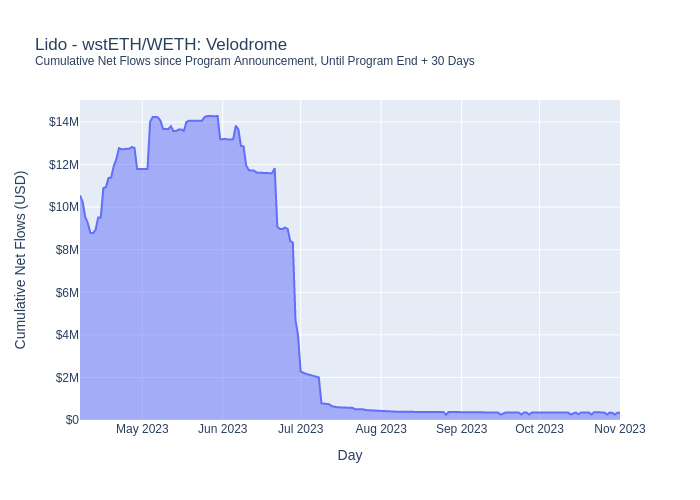 Lido - wstETH/WETH: Velodrome
Cumulative Net Flows since Program Announcement, Until Program End + 30 Days
$14M
$12M
$10M
$8M
$6M
$4M
$2M
$0
Cumulative Net Flows (USD)
May 2023
Jun 2023
Jul 2023
Aug 2023
Sep 2023
Oct 2023
Nov 2023
Day